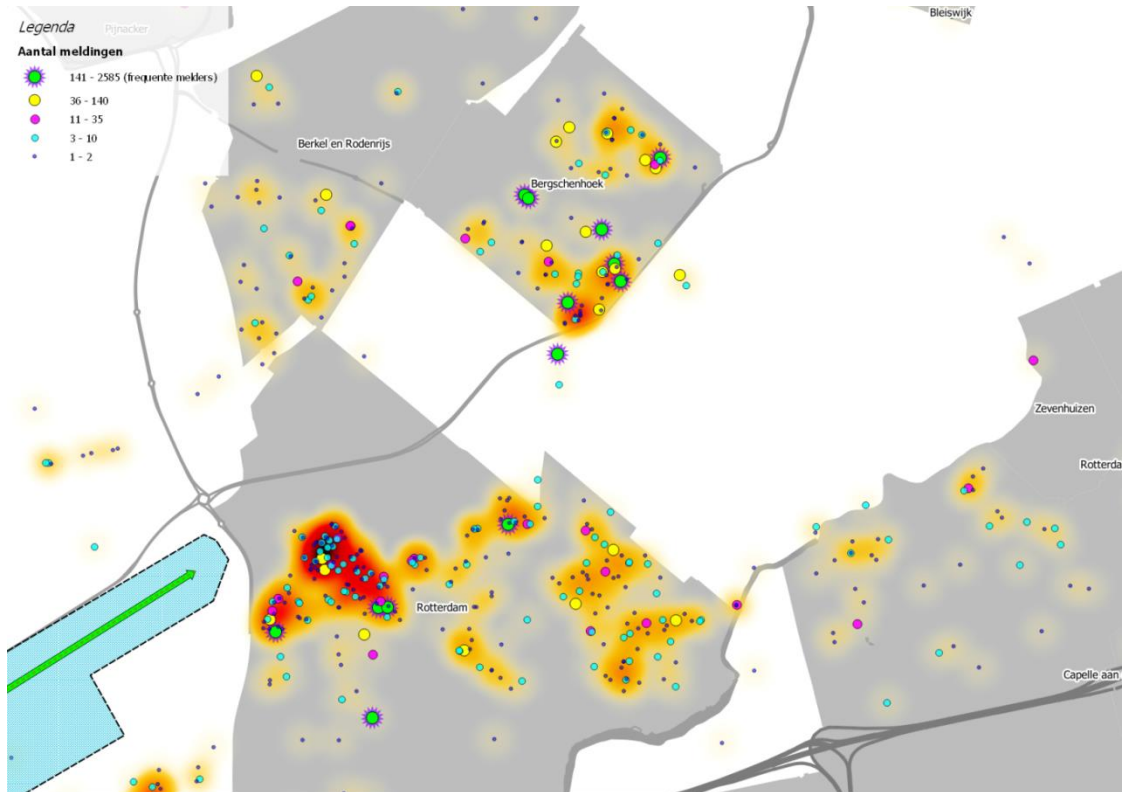 Legenda
Pijnacker
Aantal meldingen
141 - 2585 (frequente melders)
36 - 140
11 - 35
3 - 10
1 - 2
Bleiswijk
Berkel en Rodenrijs
Bergschenhoek
Zevenhuizen
Rotterda
Rotterdam
Capelle aan